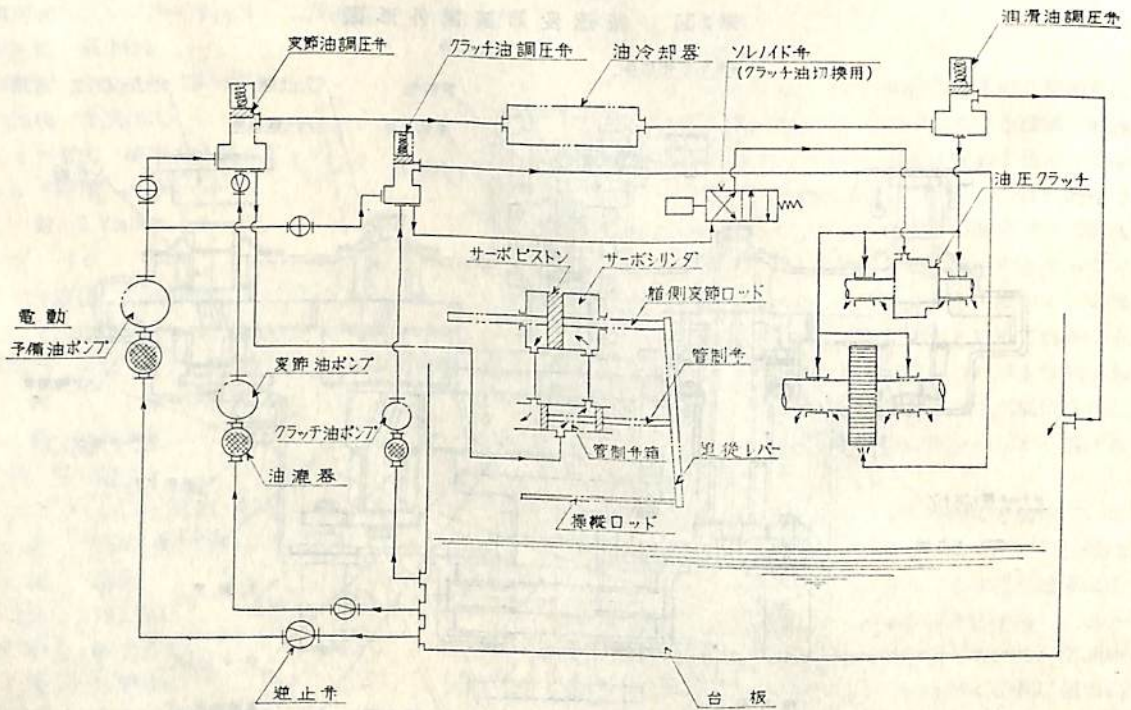 変節油調圧弁
クラッチ油調圧弁
油冷却器
ソレノイド弁
(クラッチ油切換用)
潤滑油調圧弁
油圧クラッチ
サーボピストン
サーボシリンダ
艏側変節ロッド
電動
予備油ポンプ
管制弁
変節油ポンプ
クラッチ油ポンプ
管制弁箱
追従レバー
油濾器
操縦ロッド
逆止弁
台板